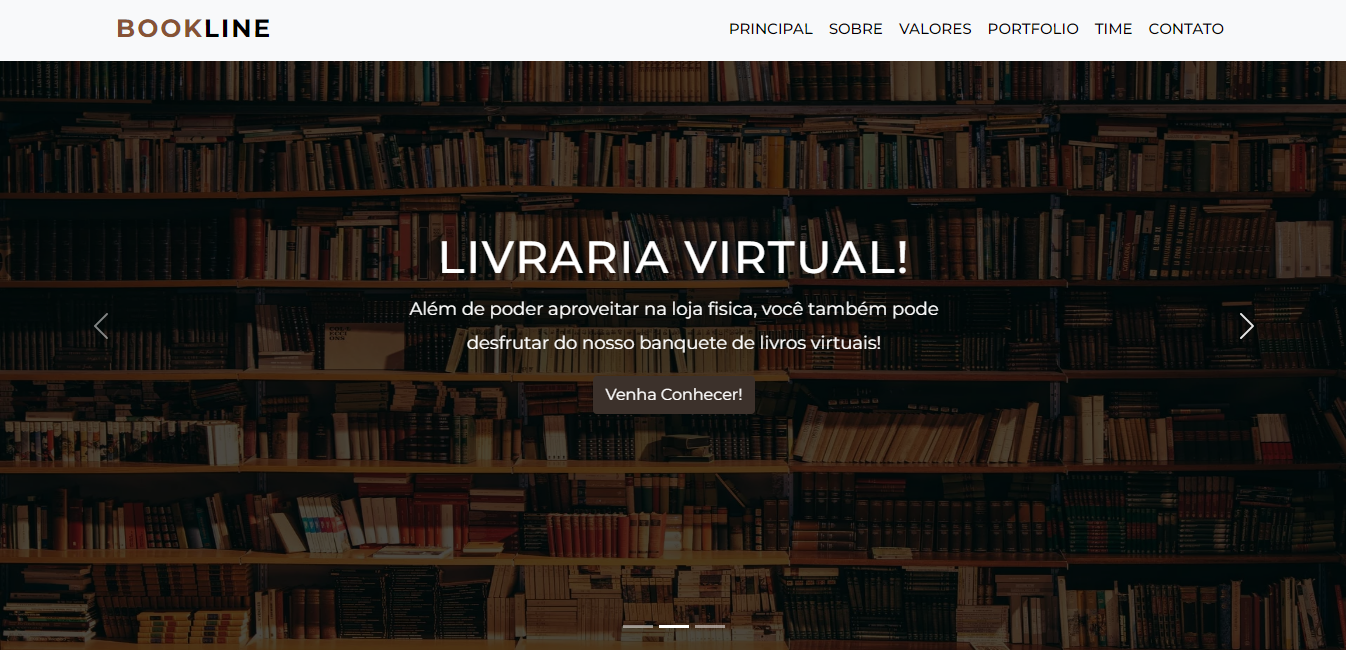 BOOKLINE
PRINCIPAL SOBRE VALORES PORTFOLIO TIME CONTATO
LIVRARIA VIRTUAL!
Além de poder aproveitar na loja fisica, você também pode
desfrutar do nosso banquete de livros virtuais!
Venha Conhecer!